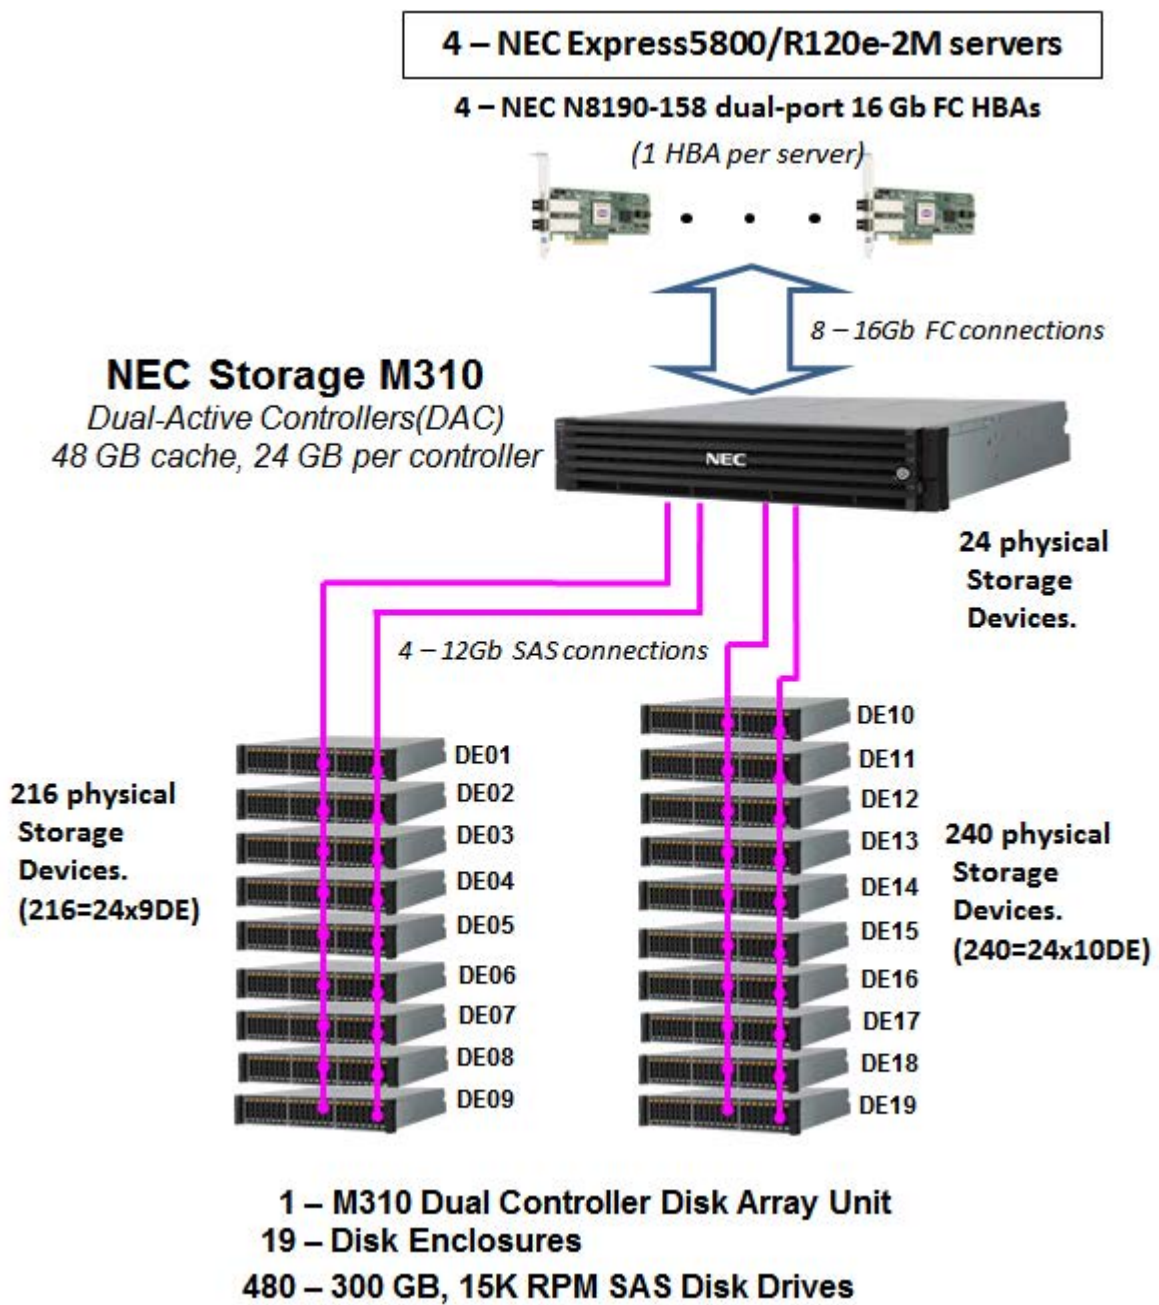 4 – NEC Express5800/R120e-2M servers
4 – NEC N8190-158 dual-port 16 Gb FC HBAs
(1 HBA per server)
8 – 16Gb FC connections
NEC Storage M310
Dual-Active Controllers(DAC)
48 GB cache, 24 GB per controller
NEC
24 physical
Storage
Devices.
4 – 12Gb SAS connections
216 physical
Storage
Devices.
(216=24x9DE)
DE01
DE02
DE03
DE04
DE05
DE06
DE07
DE08
DE09
DE10
DE11
DE12
DE13
DE14
DE15
DE16
DE17
DE18
DE19
240 physical
Storage
Devices.
(240=24x10DE)
1 – M310 Dual Controller Disk Array Unit
19 – Disk Enclosures
480 – 300 GB, 15K RPM SAS Disk Drives